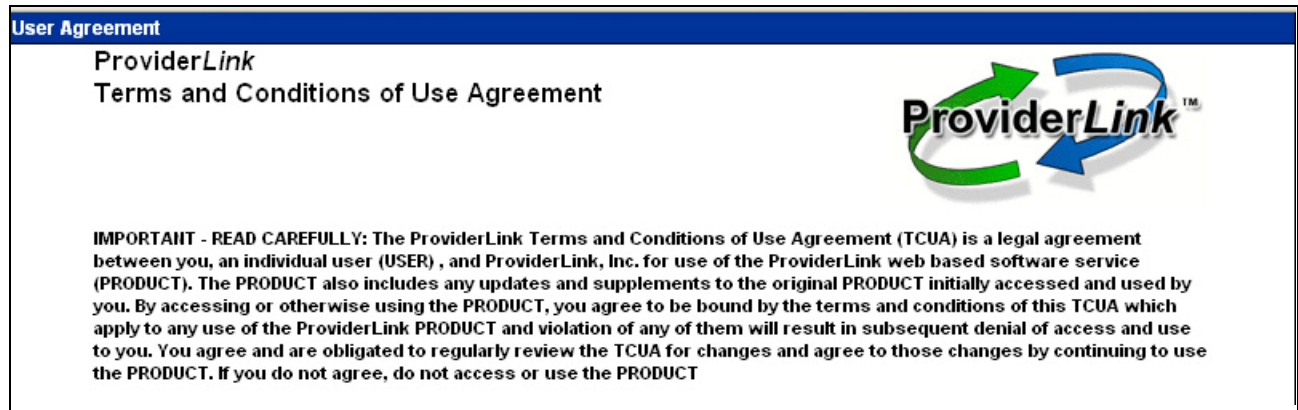 User Agreement
ProviderLink
Terms and Conditions of Use Agreement
ProviderLink™
IMPORTANT - READ CAREFULLY: The ProviderLink Terms and Conditions of Use Agreement (TCUA) is a legal agreement
between you, an individual user (USER) , and ProviderLink, Inc. for use of the ProviderLink web based software service
(PRODUCT). The PRODUCT also includes any updates and supplements to the original PRODUCT initially accessed and used by
you. By accessing or otherwise using the PRODUCT, you agree to be bound by the terms and conditions of this TCUA which
apply to any use of the ProviderLink PRODUCT and violation of any of them will result in subsequent denial of access and use
to you. You agree and are obligated to regularly review the TCUA for changes and agree to those changes by continuing to use
the PRODUCT. If you do not agree, do not access or use the PRODUCT